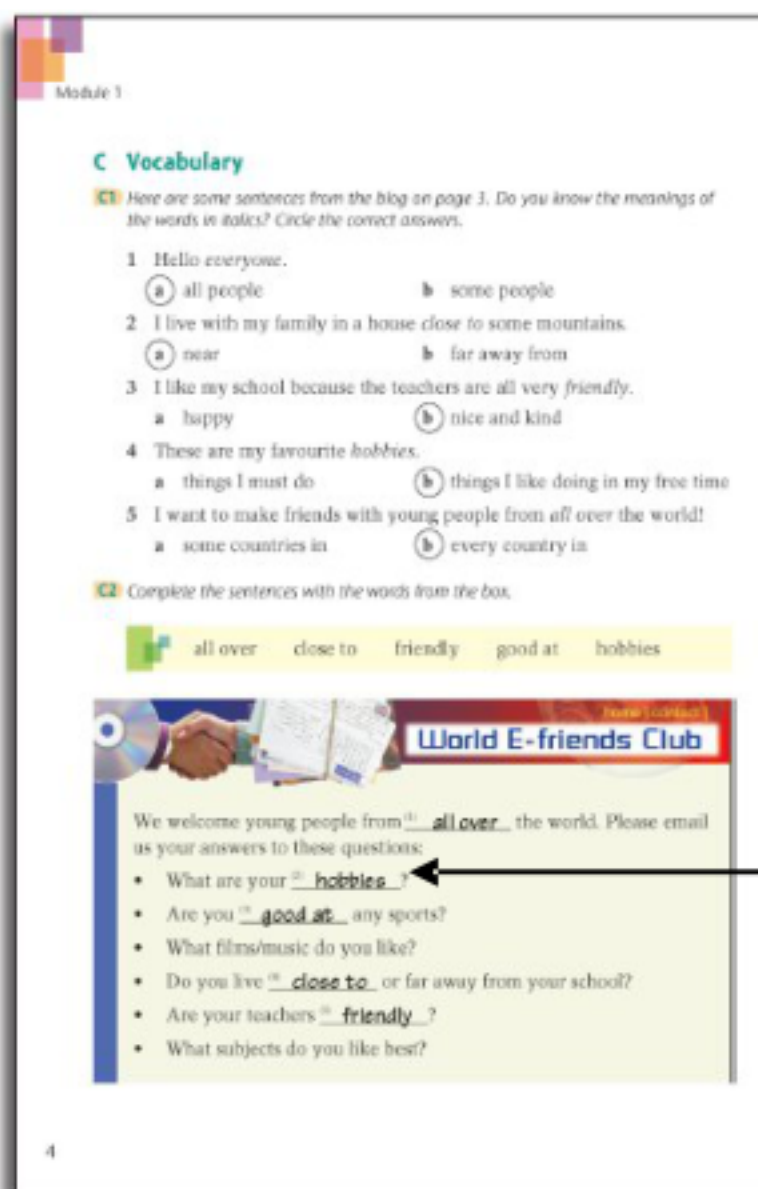 Module 1
C Vocabulary
C1 Here are some sentences from the blog on page 3. Do you know the meanings of
the words in italics? Circle the correct answers.
1 Hello everyone.
a all people b some people
2 I live with my family in a house close to some mountains.
a near b far away from
3 I like my school because the teachers are all very friendly.
a happy b nice and kind
4 These are my favourite hobbies.
a things I must do b things I like doing in my free time
5 I want to make friends with young people from all over the world!
a some countries in b every country in
C2 Complete the sentences with the words from the box.
all over close to friendly good at hobbies
home | contact |
World E-friends Club
We welcome young people from (1) all over the world. Please email
us your answers to these questions:
• What are your (2) hobbies ?
• Are you (3) good at any sports?
• What films/music do you like?
• Do you live (4) close to or far away from your school?
• Are your teachers (5) friendly ?
• What subjects do you like best?
4